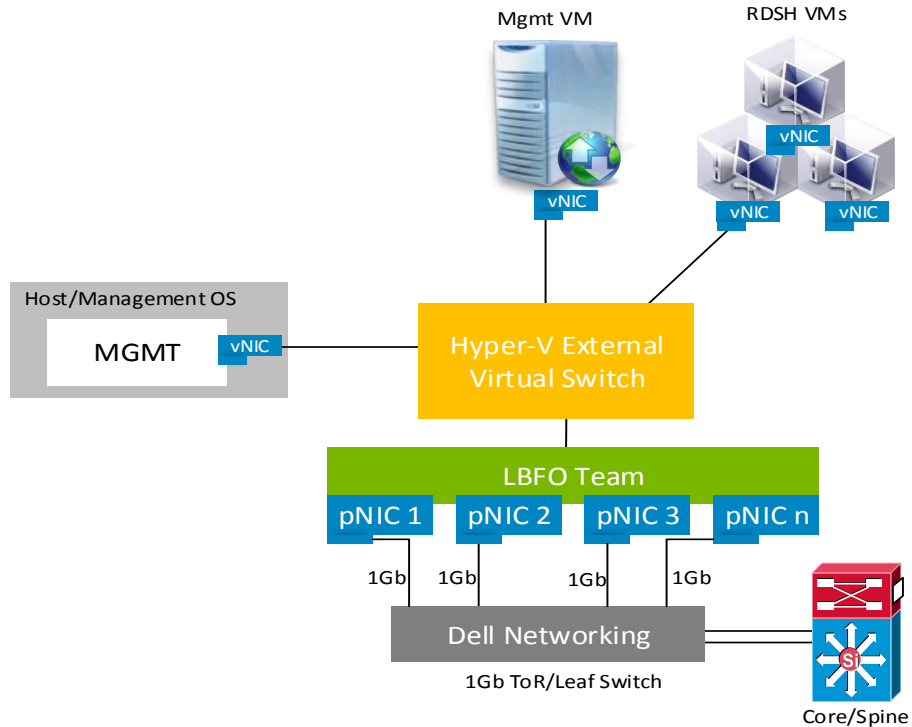 Mgmt VM
RDSH VMs
vNIC
vNIC
vNIC
vNIC
Host/Management OS
MGMT
vNIC
Hyper-V External
Virtual Switch
LBFO Team
pNIC 1
pNIC 2
pNIC 3
pNIC n
1Gb
1Gb
1Gb
1Gb
Dell Networking
1Gb ToR/Leaf Switch
Si
Core/Spine